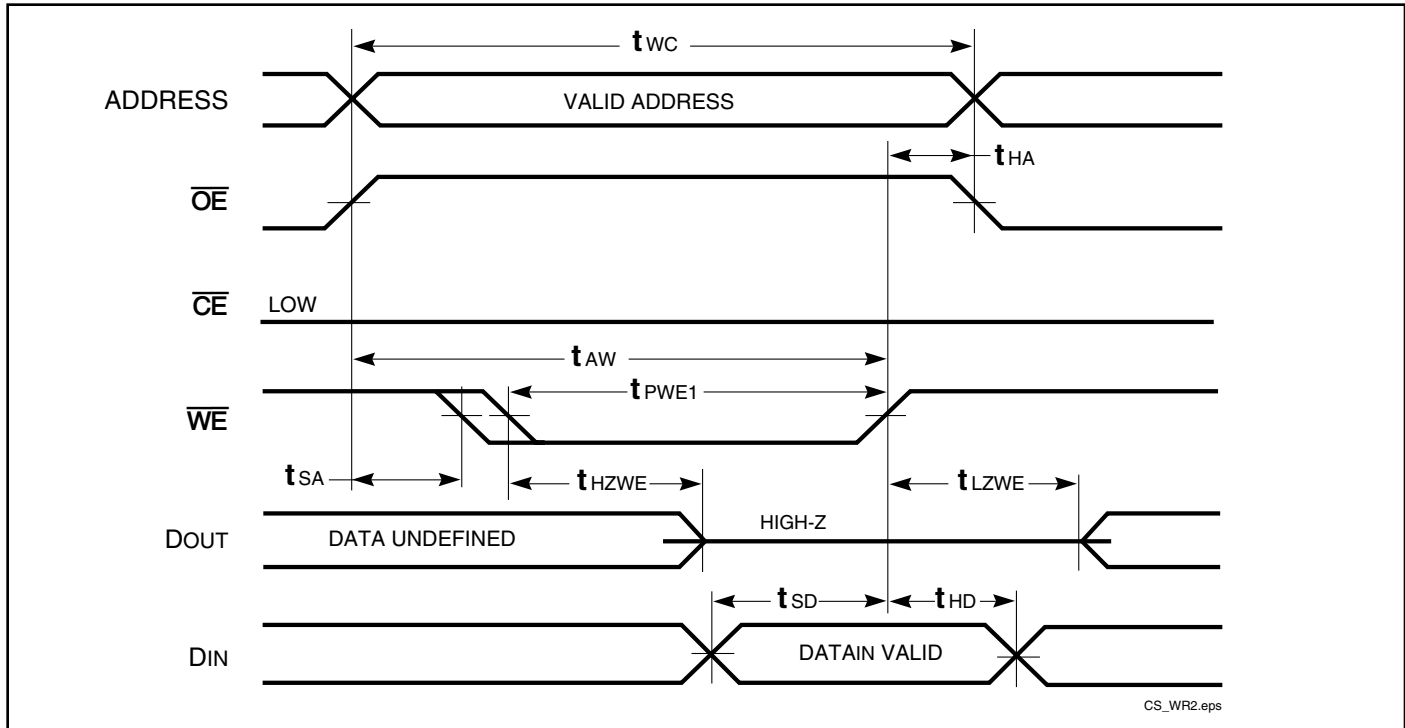 tWC
ADDRESS
VALID ADDRESS
tHA
OE
CE
LOW
tAW
tPWE1
WE
tSA
tHZWE
tLZWE
DOUT
DATA UNDEFINED
HIGH-Z
tSD
tHD
DIN
DATAIN VALID
CS_WR2.eps